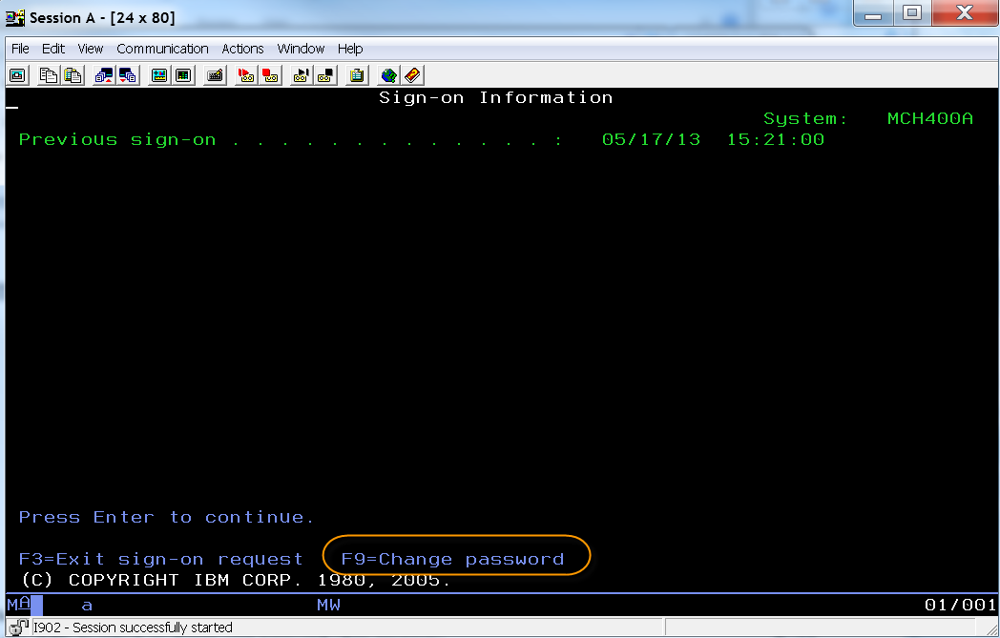 Session A - [24 x 80]
File Edit View Communication Actions Window Help
Sign-on Information
System: MCH400A
Previous sign-on . . . . . . . . . . . . . . : 05/17/13 15:21:00
Press Enter to continue.
F3=Exit sign-on request F9=Change password
(C) COPYRIGHT IBM CORP. 1980, 2005.
MA a MW 01/001
I902 - Session successfully started